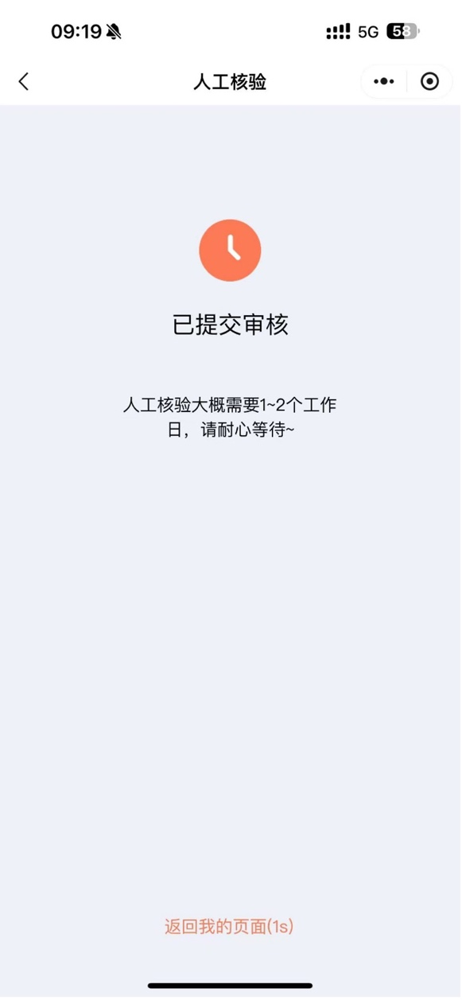 09:19
5G
58
人工核验
已提交审核
人工核验大概需要1~2个工作
日，请耐心等待~
返回我的页面(1s)